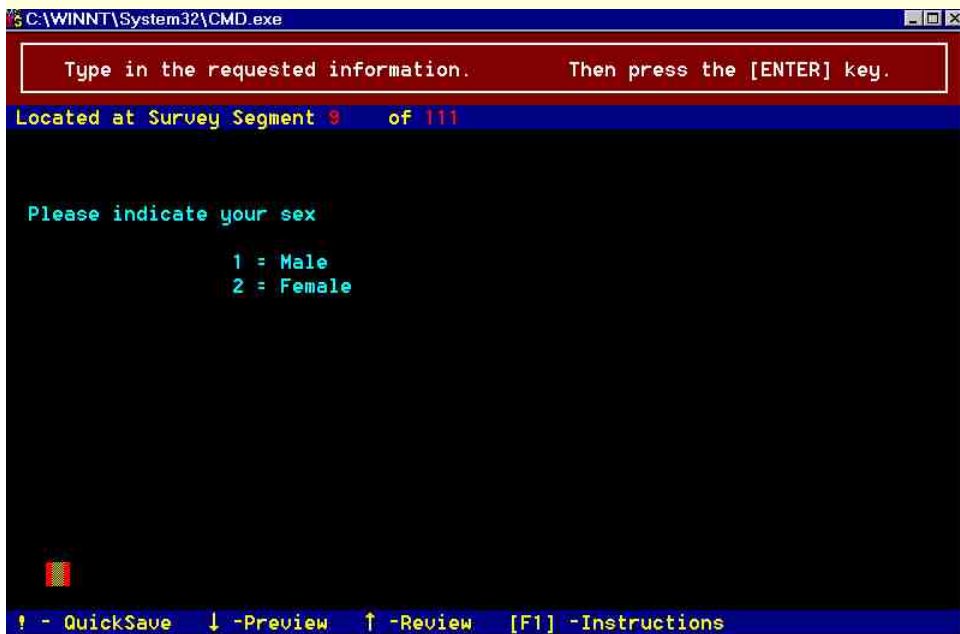 C:\WINNT\System32\CMD.exe
Type in the requested information. Then press the [ENTER] key.
Located at Survey Segment 9 of 111
Please indicate your sex
1 = Male
2 = Female
! - QuickSave ↓ -Preview ↑ -Review [F1] -Instructions